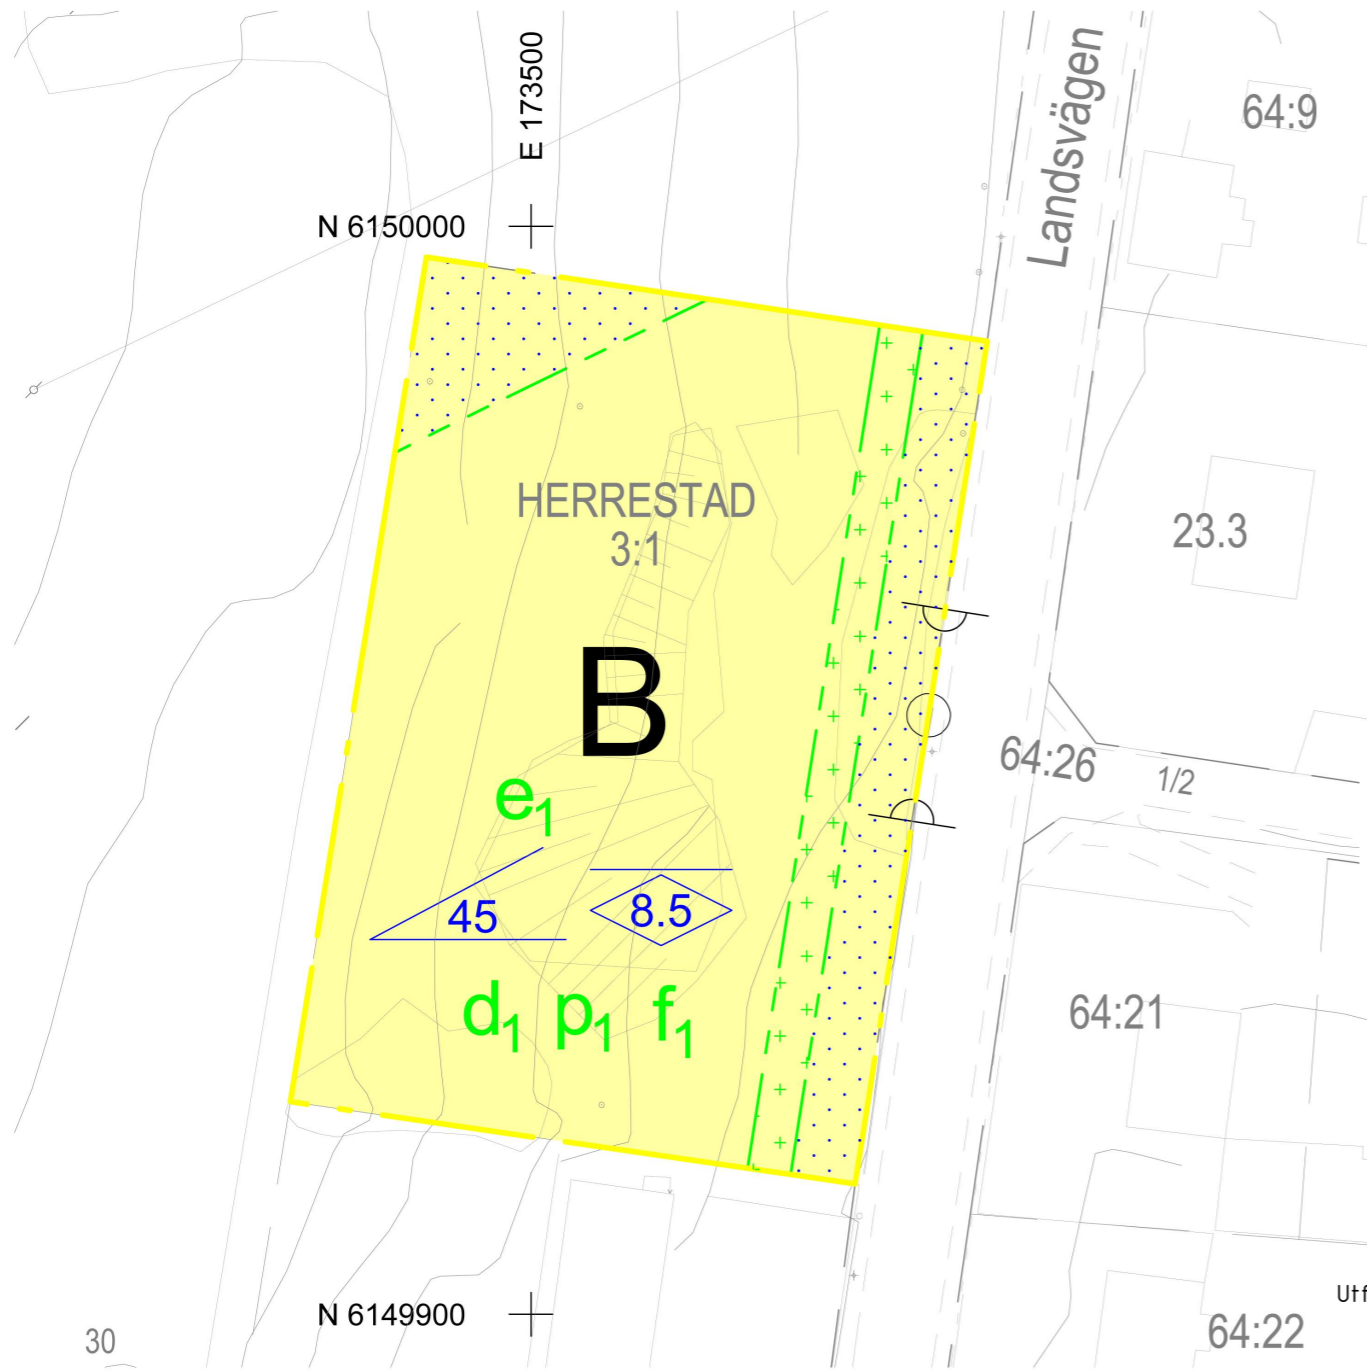 E 173500
Landsvägen
64:9
N 6150000
HERRESTAD
3:1
23.3
B
64:26
1/2
e1
45
8.5
d1 p1 f1
64:21
N 6149900
Utf
30
64:22